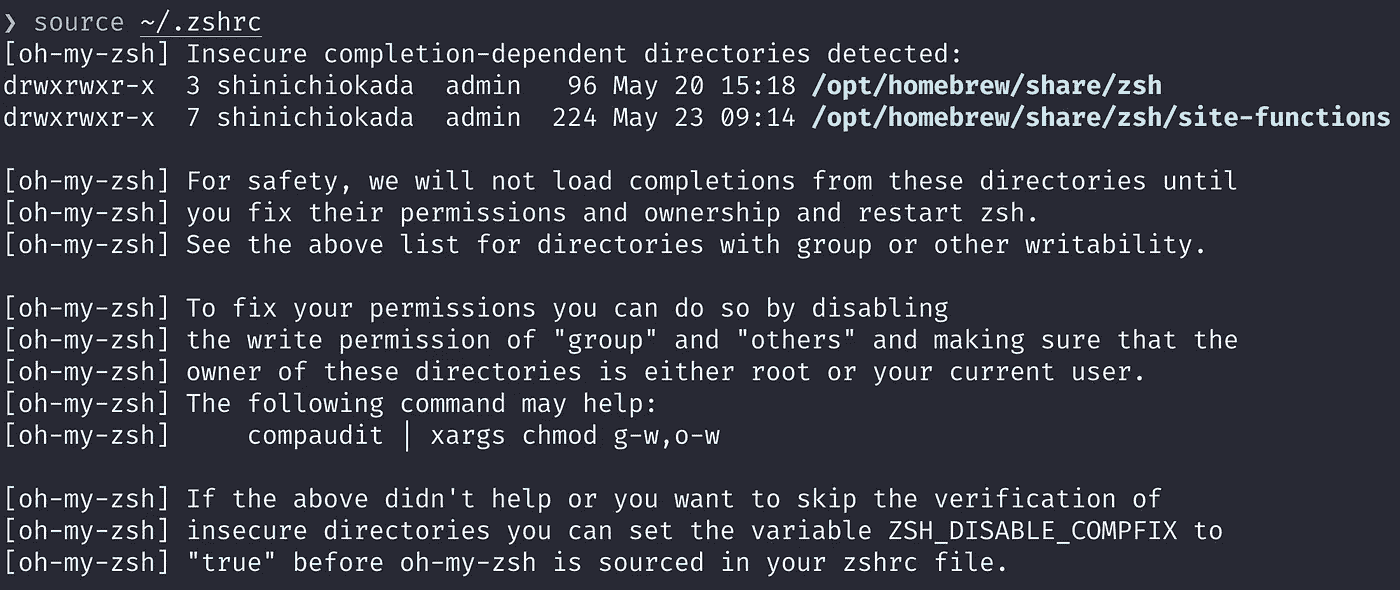 ❯ source ~/.zshrc
[oh-my-zsh] Insecure completion-dependent directories detected:
drwxrwxr-x  3 shinichiokada  admin   96 May 20 15:18 /opt/homebrew/share/zsh
drwxrwxr-x  7 shinichiokada  admin  224 May 23 09:14 /opt/homebrew/share/zsh/site-functions
[oh-my-zsh] For safety, we will not load completions from these directories until
[oh-my-zsh] you fix their permissions and ownership and restart zsh.
[oh-my-zsh] See the above list for directories with group or other writability.
[oh-my-zsh] To fix your permissions you can do so by disabling
[oh-my-zsh] the write permission of "group" and "others" and making sure that the
[oh-my-zsh] owner of these directories is either root or your current user.
[oh-my-zsh] The following command may help:
[oh-my-zsh]     compaudit | xargs chmod g-w,o-w
[oh-my-zsh] If the above didn't help or you want to skip the verification of
[oh-my-zsh] insecure directories you can set the variable ZSH_DISABLE_COMPFIX to
[oh-my-zsh] "true" before oh-my-zsh is sourced in your zshrc file.